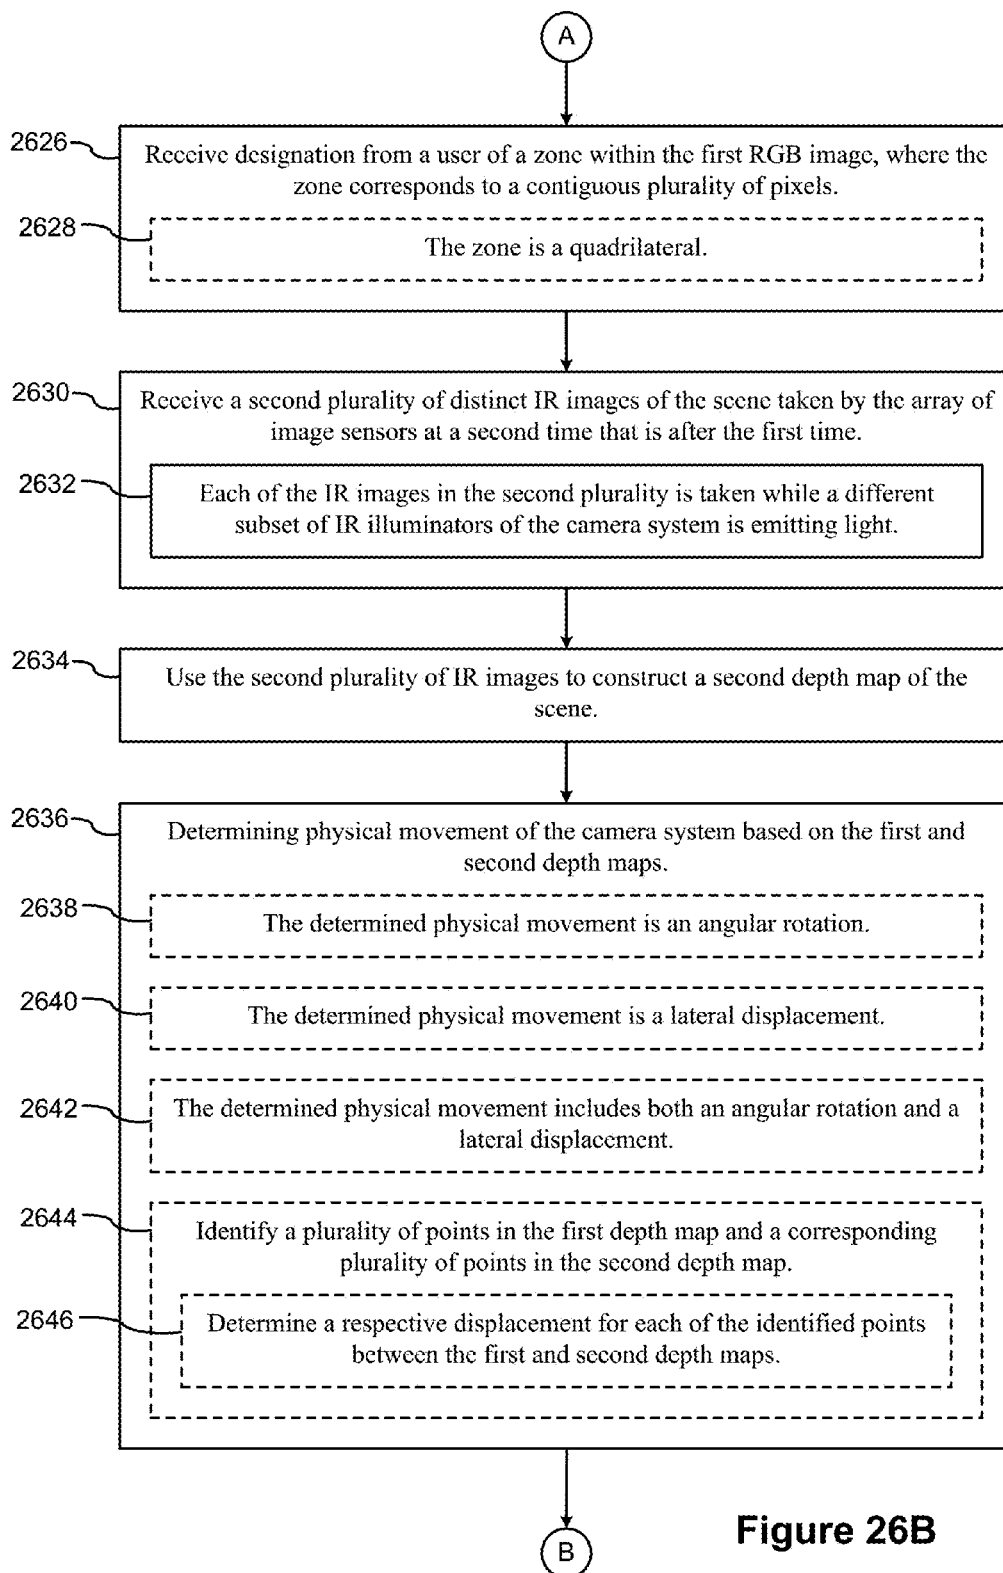 A
2626
Receive designation from a user of a zone within the first RGB image, where the
zone corresponds to a contiguous plurality of pixels.
2628
The zone is a quadrilateral.
2630
Receive a second plurality of distinct IR images of the scene taken by the array of
image sensors at a second time that is after the first time.
2632
Each of the IR images in the second plurality is taken while a different
subset of IR illuminators of the camera system is emitting light.
2634
Use the second plurality of IR images to construct a second depth map of the
scene.
2636
Determining physical movement of the camera system based on the first and
second depth maps.
2638
The determined physical movement is an angular rotation.
2640
The determined physical movement is a lateral displacement.
2642
The determined physical movement includes both an angular rotation and a
lateral displacement.
2644
Identify a plurality of points in the first depth map and a corresponding
plurality of points in the second depth map.
2646
Determine a respective displacement for each of the identified points
between the first and second depth maps.
B
Figure 26B